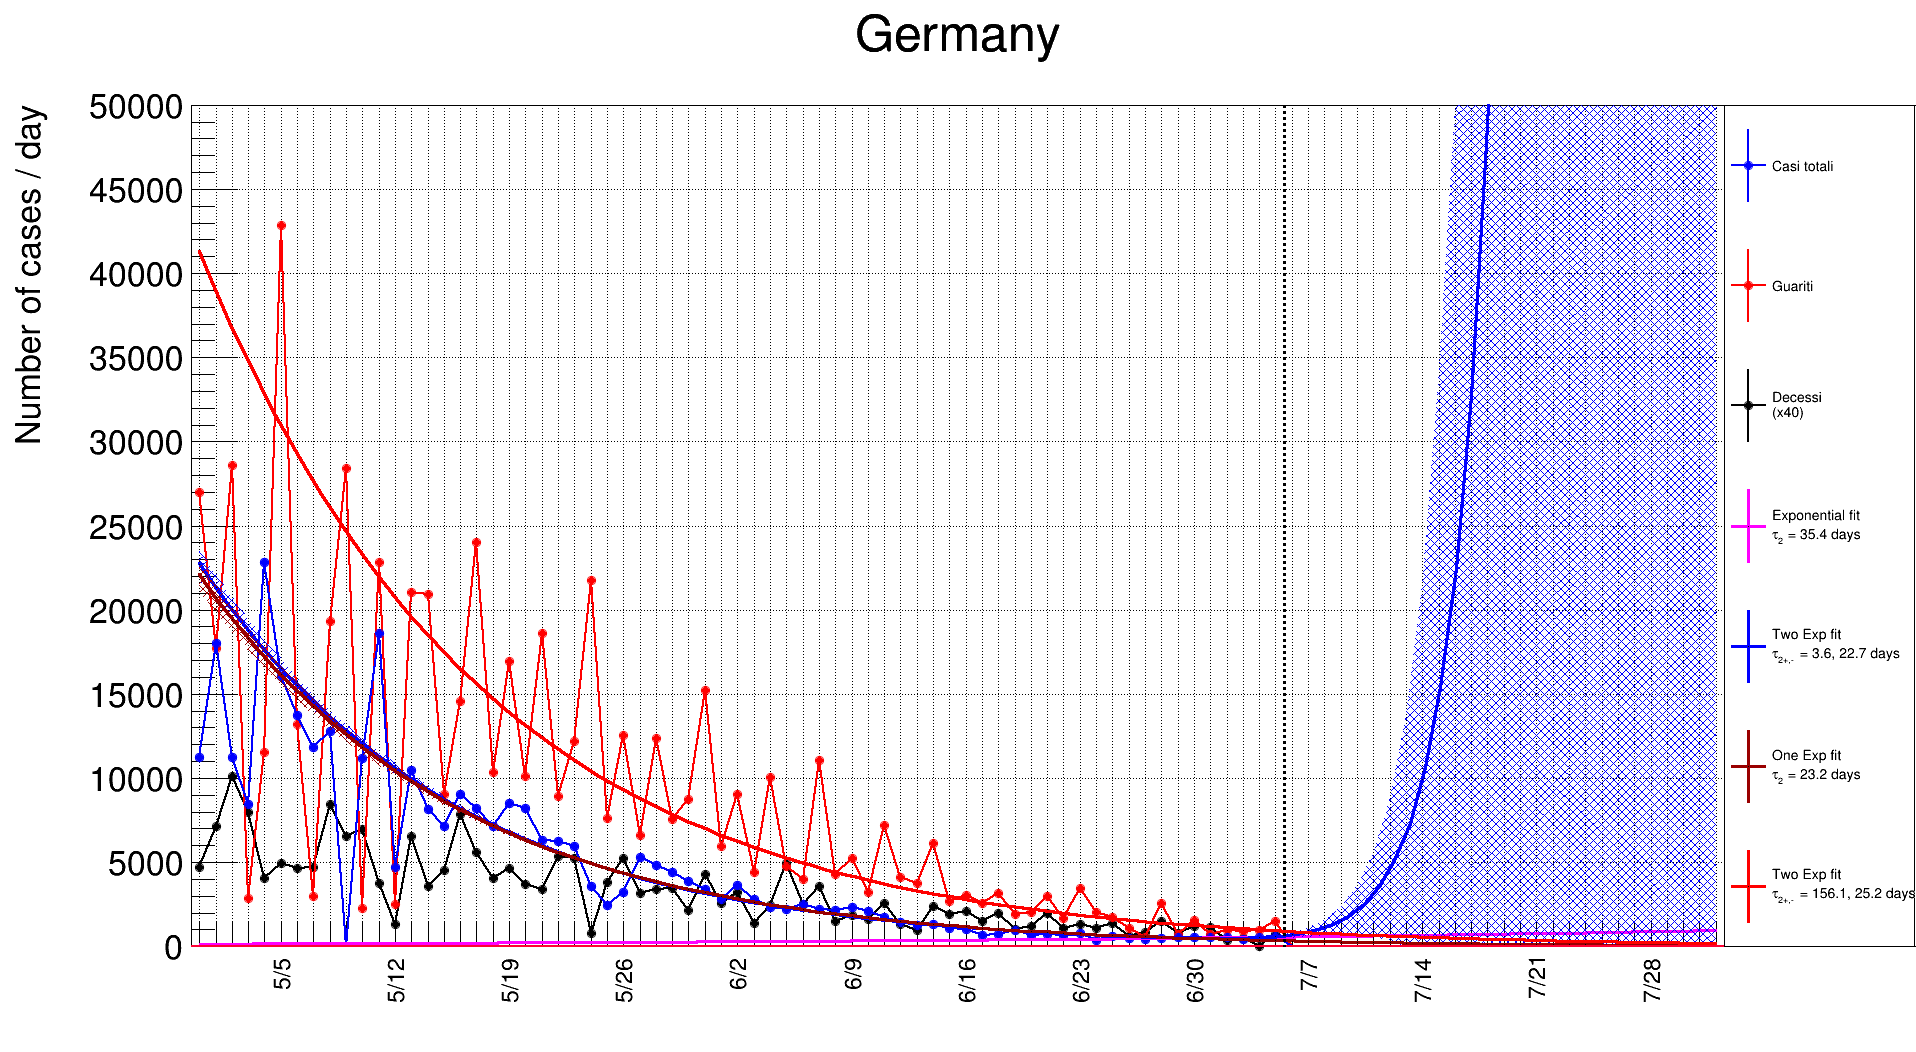 Germany
Number of cases / day
50000
45000
40000
35000
30000
25000
20000
15000
10000
5000
0
5/5
5/12
5/19
5/26
6/2
6/9
6/16
6/23
6/30
7/7
7/14
7/21
7/28
Casi totali
Guariti
Decessi
(x40)
Exponential fit
τ2 = 35.4 days
Two Exp fit
τ2+,- = 3.6, 22.7 days
One Exp fit
τ2 = 23.2 days
Two Exp fit
τ2+,- = 156.1, 25.2 days